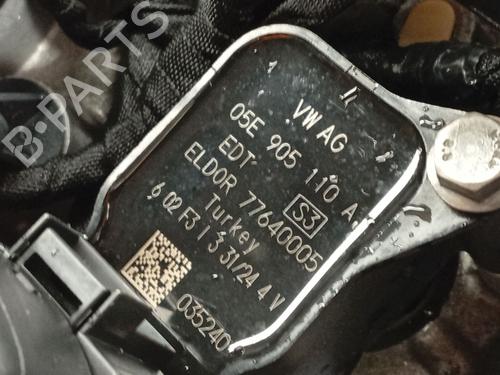 B-PARTS
VW AG
05E 905 110 A
EDT S3
ELDOR 77640005
Turkey
6 02 F3 1 3 31/24 4 V
035240